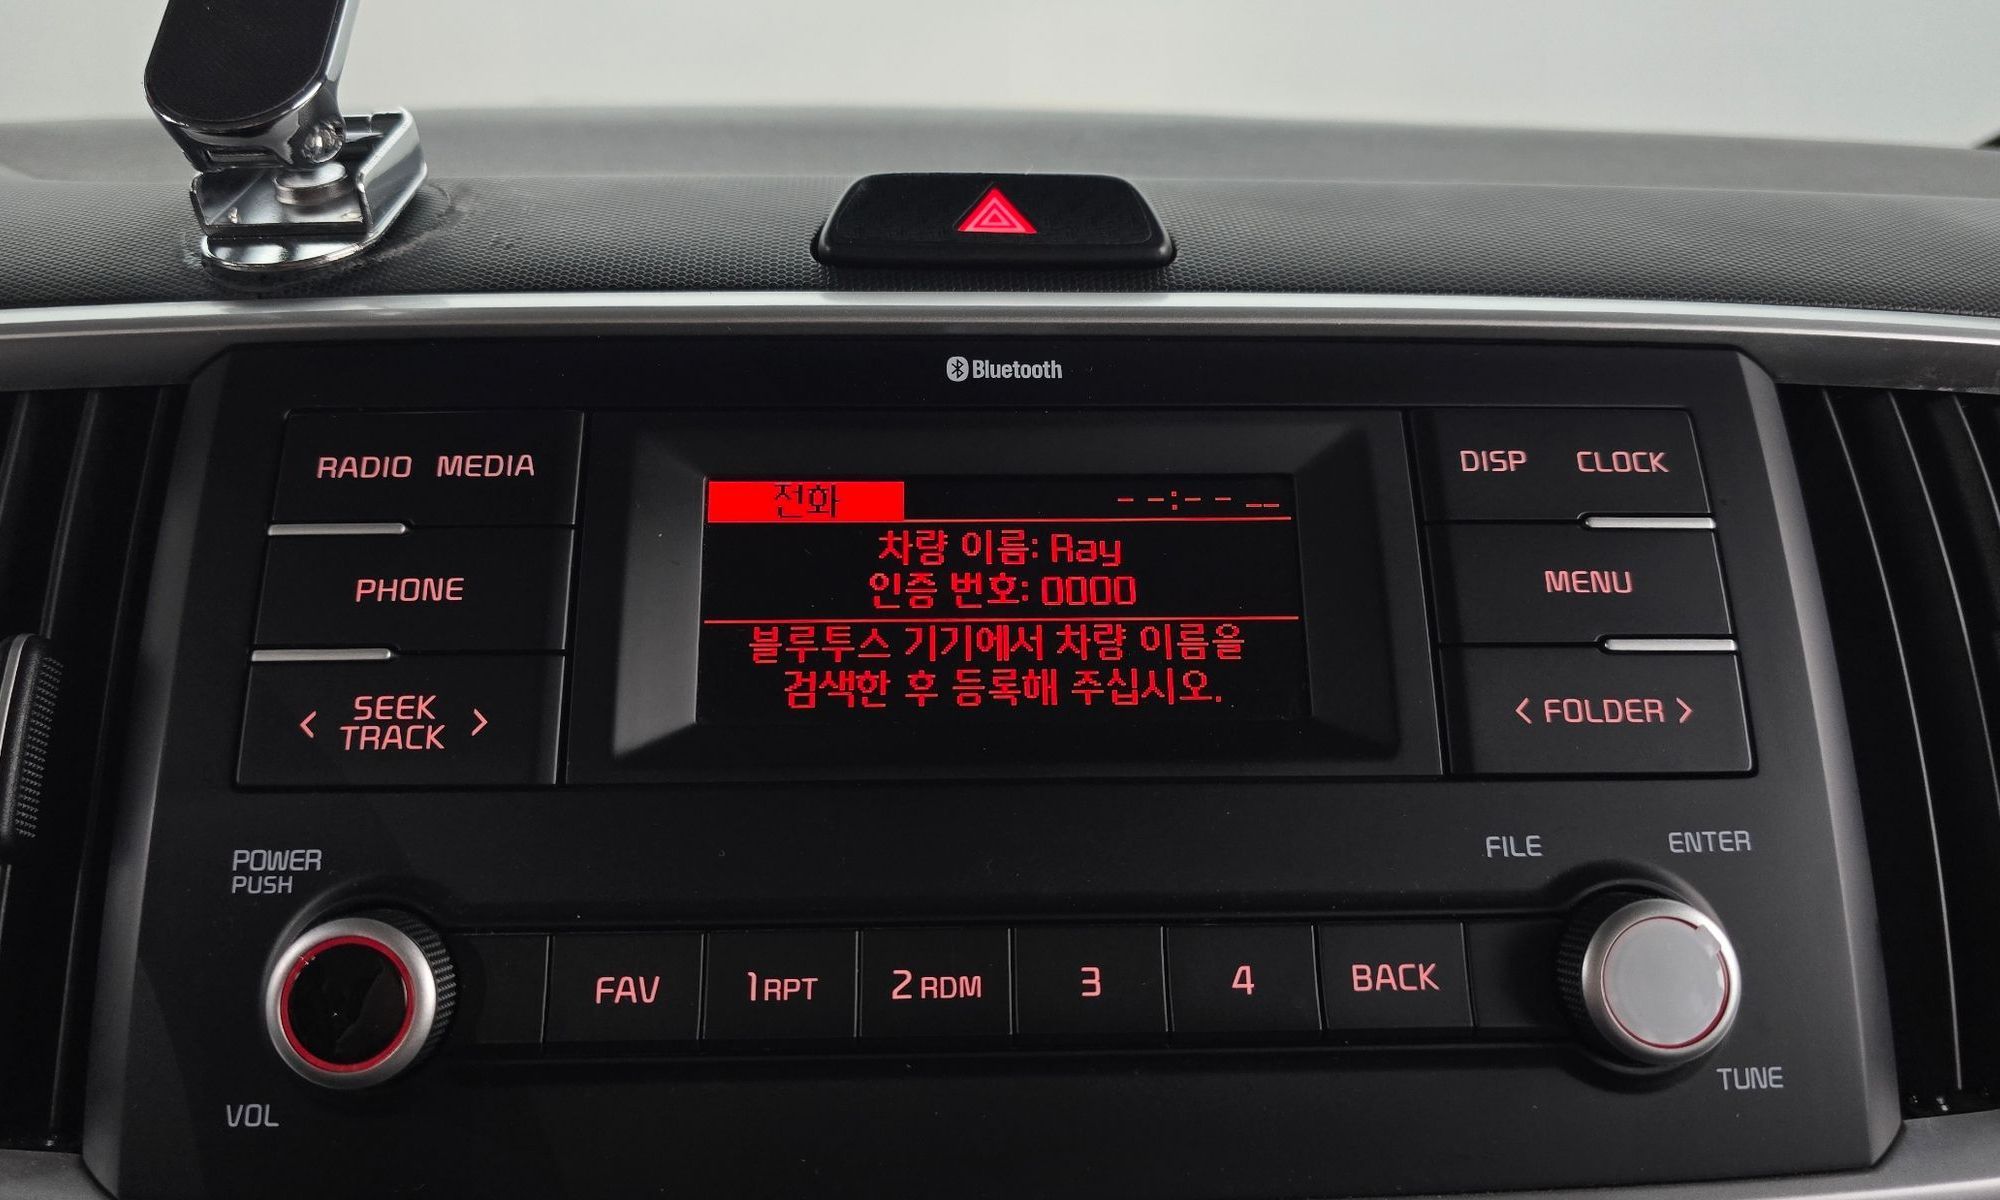 Bluetooth
RADIO MEDIA
DISP CLOCK
PHONE
MENU
SEEK
TRACK
< >
< FOLDER >
전화 --:-- __
차량 이름: Ray
인증 번호: 0000
블루투스 기기에서 차량 이름을
검색한 후 등록해 주십시오.
POWER
PUSH
VOL
FAV
1 RPT
2 RDM
3
4
BACK
FILE
ENTER
TUNE